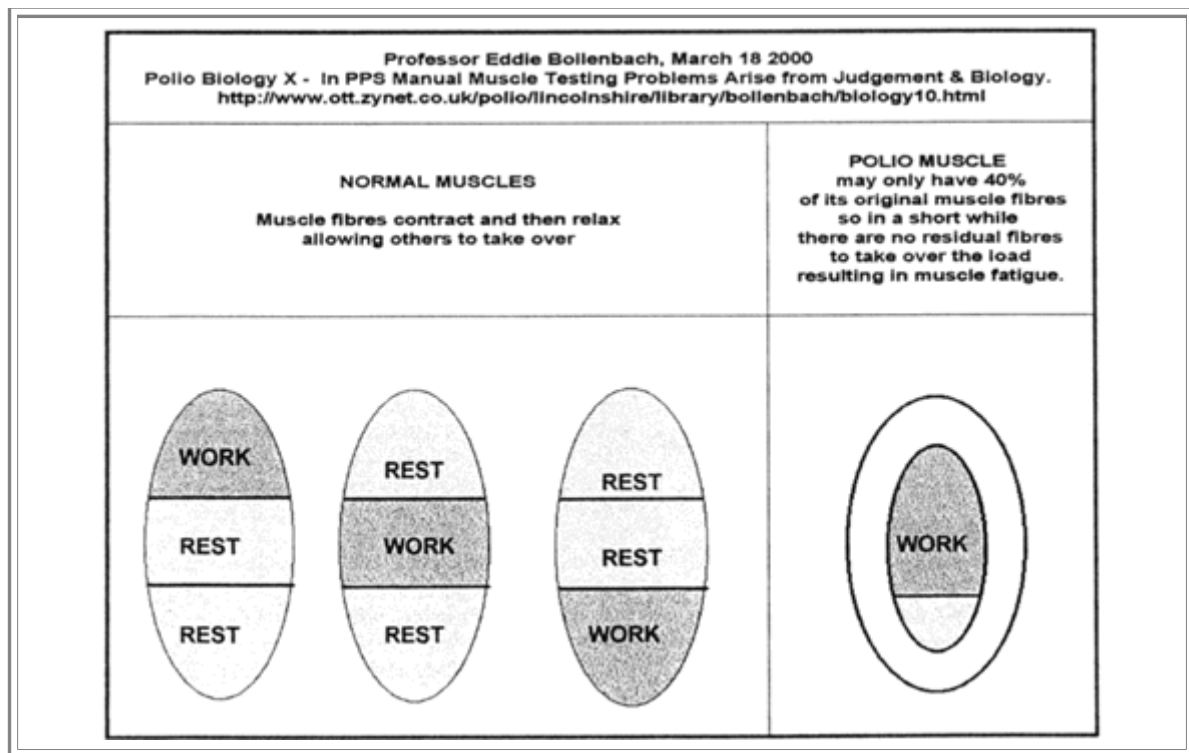 Professor Eddie Bollenbach, March 18 2000
Polio Biology X - In PPS Manual Muscle Testing Problems Arise from Judgement & Biology.
http://www.ott.zynet.co.uk/polio/lincolnshire/library/bollenbach/biology10.html
NORMAL MUSCLES
Muscle fibres contract and then relax
allowing others to take over
POLIO MUSCLE
may only have 40%
of its original muscle fibres
so in a short while
there are no residual fibres
to take over the load
resulting in muscle fatigue.
WORK
REST
REST
REST
WORK
REST
REST
REST
WORK
WORK